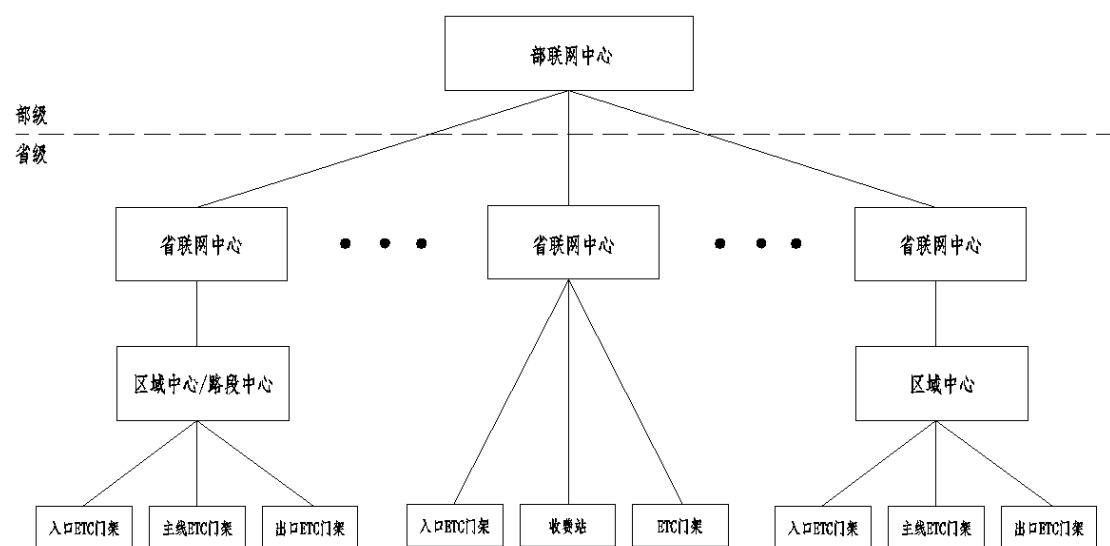 部联网中心
部级
省级
省联网中心
省联网中心
省联网中心
区域中心/路段中心
区域中心
入口ETC门架
主线ETC门架
出口ETC门架
入口ETC门架
收费站
ETC门架
入口ETC门架
主线ETC门架
出口ETC门架